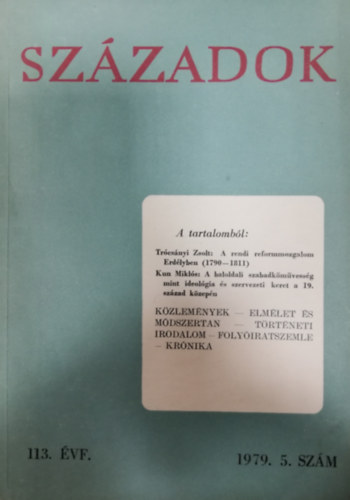 SZÁZADOK
A tartalomból:
Trócsányi Zsolt: A rendi reformmozgalom
Erdélyben (1790—1811)
Kun Miklós: A baloldali szabadkőművesség
mint ideológia és szervezeti keret a 19.
század közepén
KÖZLEMÉNYEK — ELMÉLET ÉS
MÓDSZERTAN — TÖRTÉNETI
IRODALOM — FOLYÓIRATSZEMLE
— KRÓNIKA
113. ÉVF.
1979. 5. SZÁM